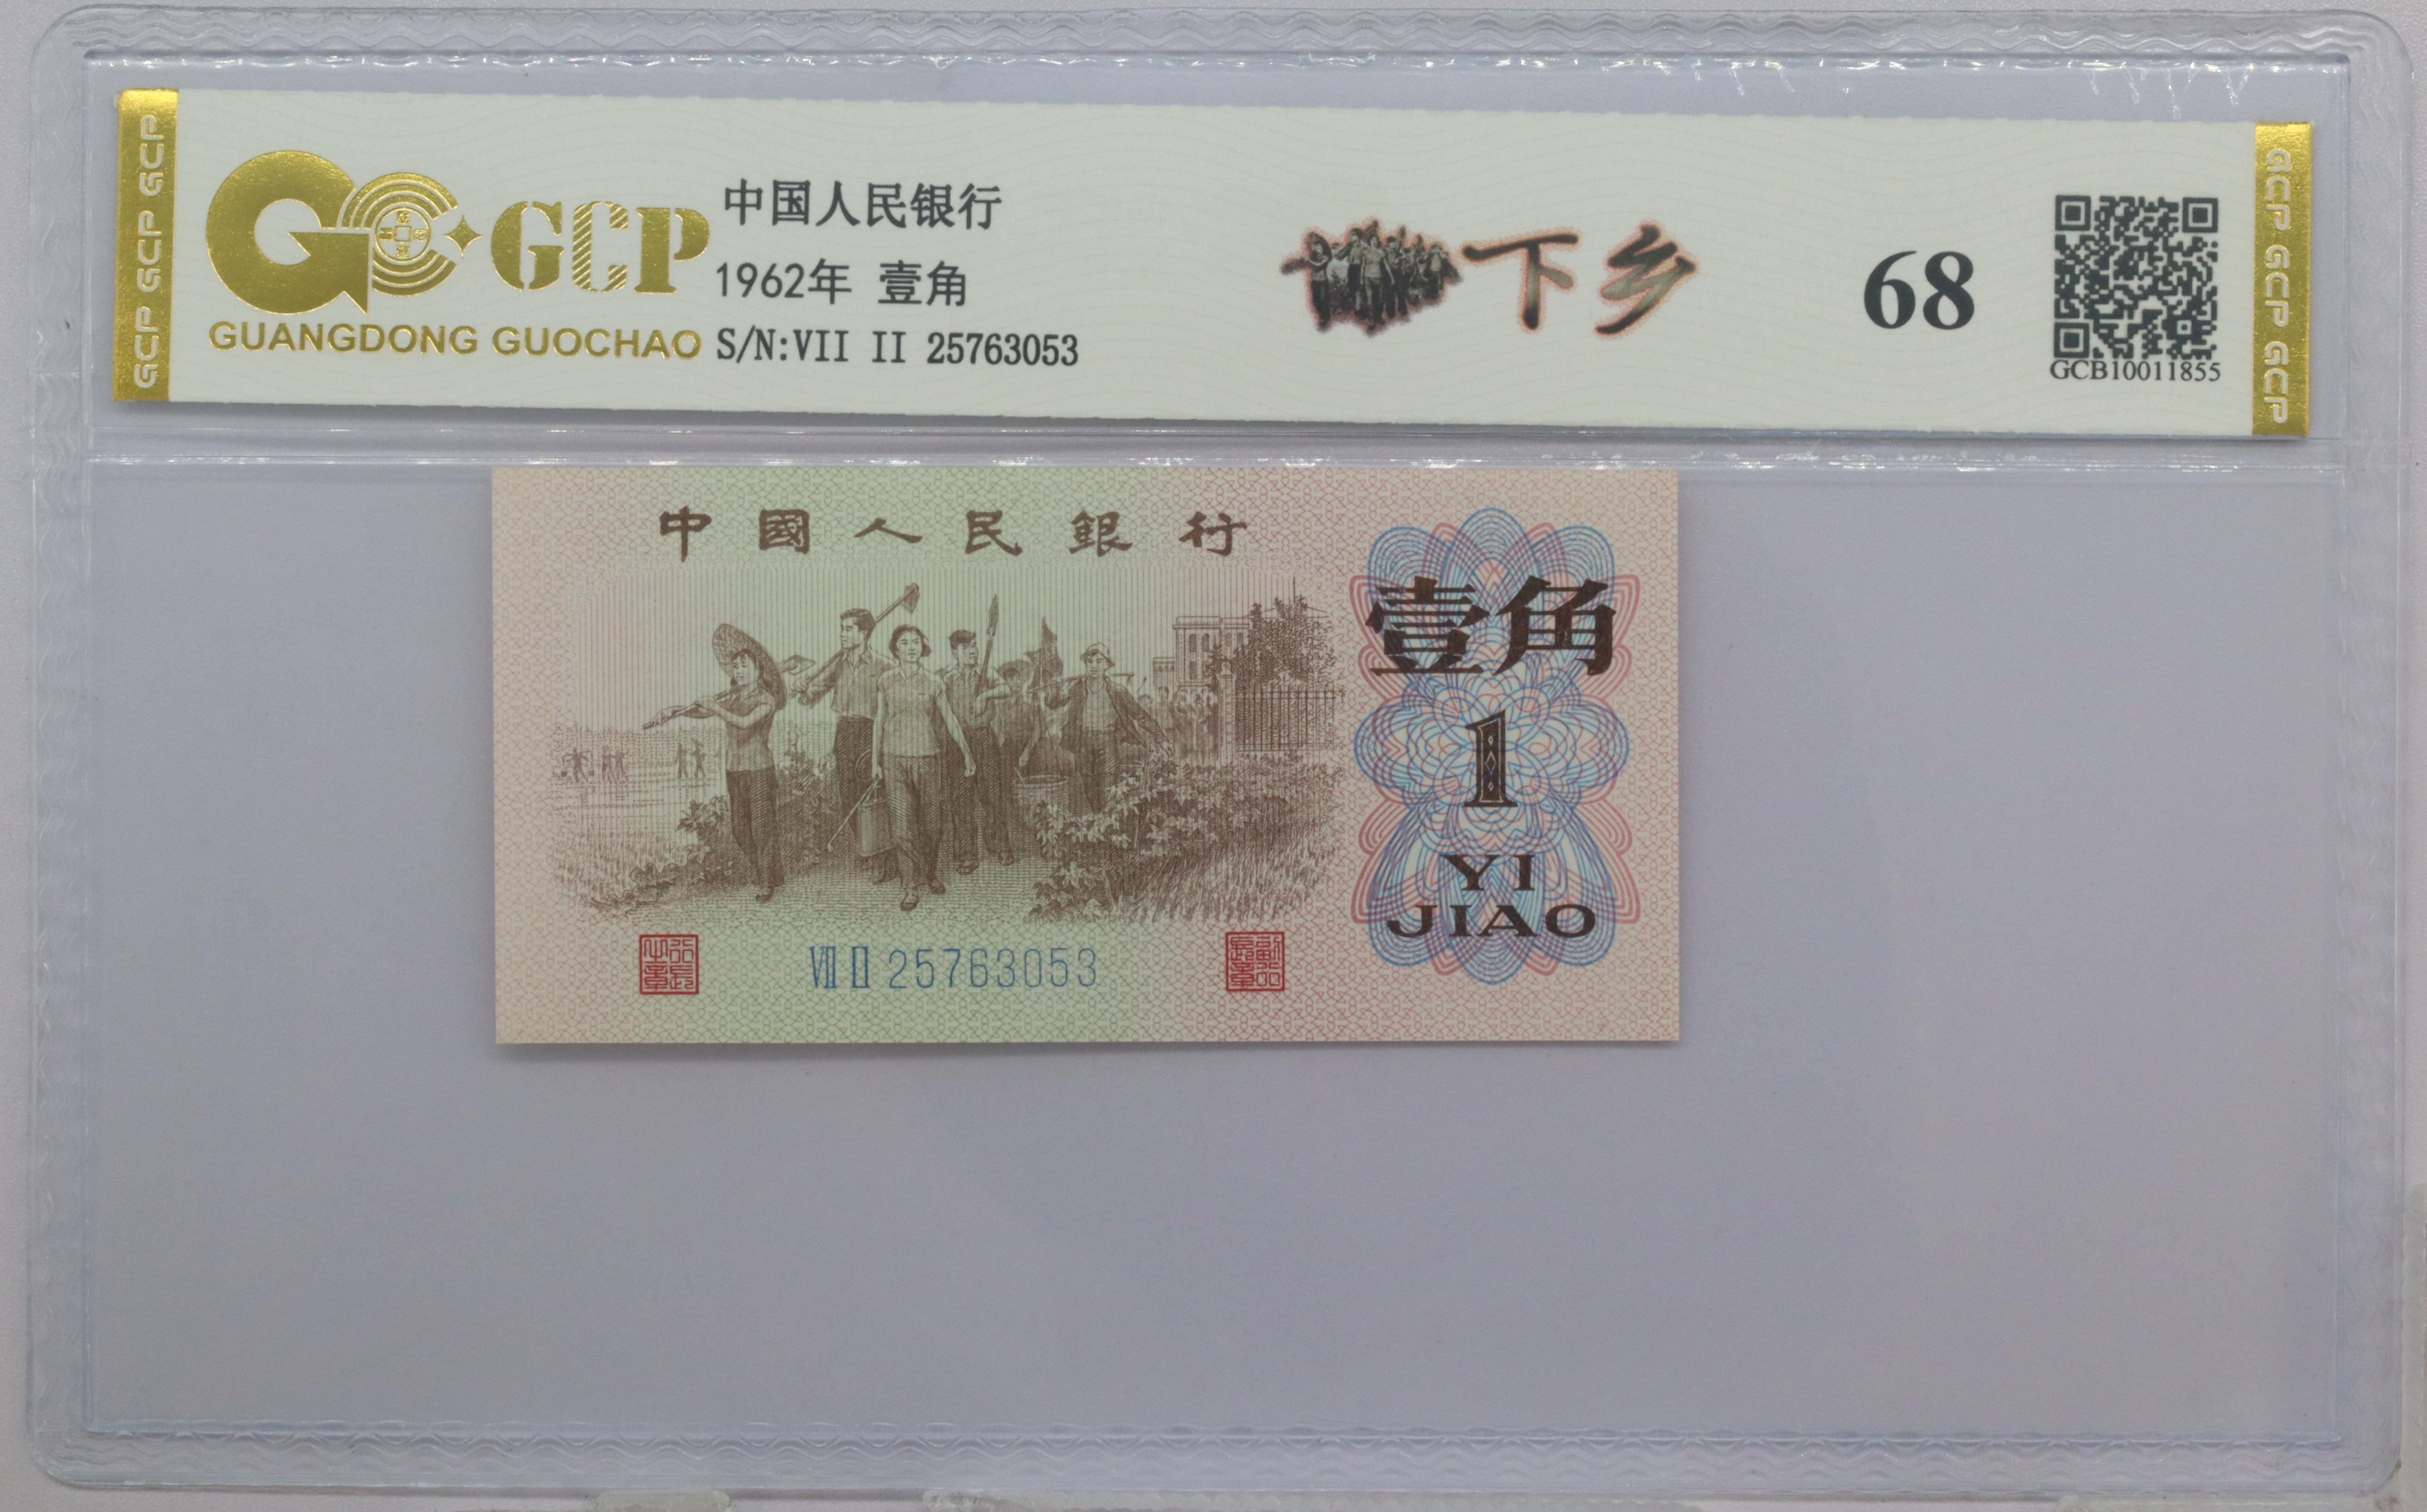 GCP GCP GCP
GCP
中国人民银行
1962年 壹角
GUANGDONG GUOCHAO
S/N:VII II 25763053
下乡
68
GCB10011855
GCP GCP GCP GCP
中國人民銀行
壹角
1
YI
JIAO
VII II 25763053